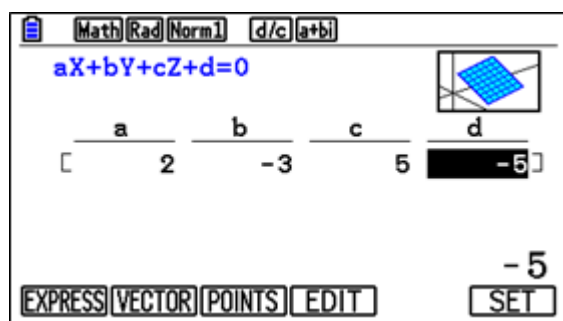 Math Rad Norm1 d/c a+bi
aX+bY+cZ+d=0
a b c d
[ 2 -3 5 -5 ]
-5
EXPRESS VECTOR POINTS EDIT SET